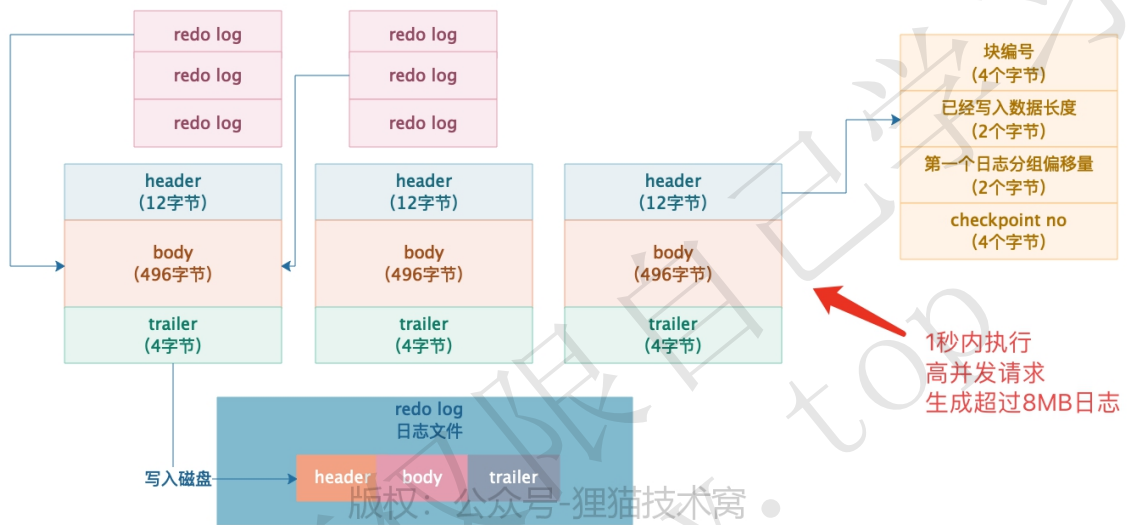 redo log
redo log
redo log
redo log
redo log
redo log
块编号
(4个字节)
已经写入数据长度
(2个字节)
第一个日志分组偏移量
(2个字节)
checkpoint no
(4个字节)
header
(12字节)
body
(496字节)
trailer
(4字节)
header
(12字节)
body
(496字节)
trailer
(4字节)
header
(12字节)
body
(496字节)
trailer
(4字节)
1秒内执行
高并发请求
生成超过8MB日志
redo log
日志文件
写入磁盘
header
body
trailer
版权：公众号-狸猫技术窝
限自己学习
top